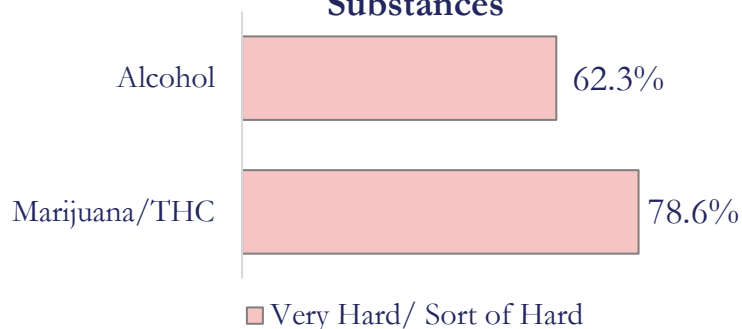 Substances
Alcohol
62.3%
Marijuana/THC
78.6%
Very Hard/ Sort of Hard